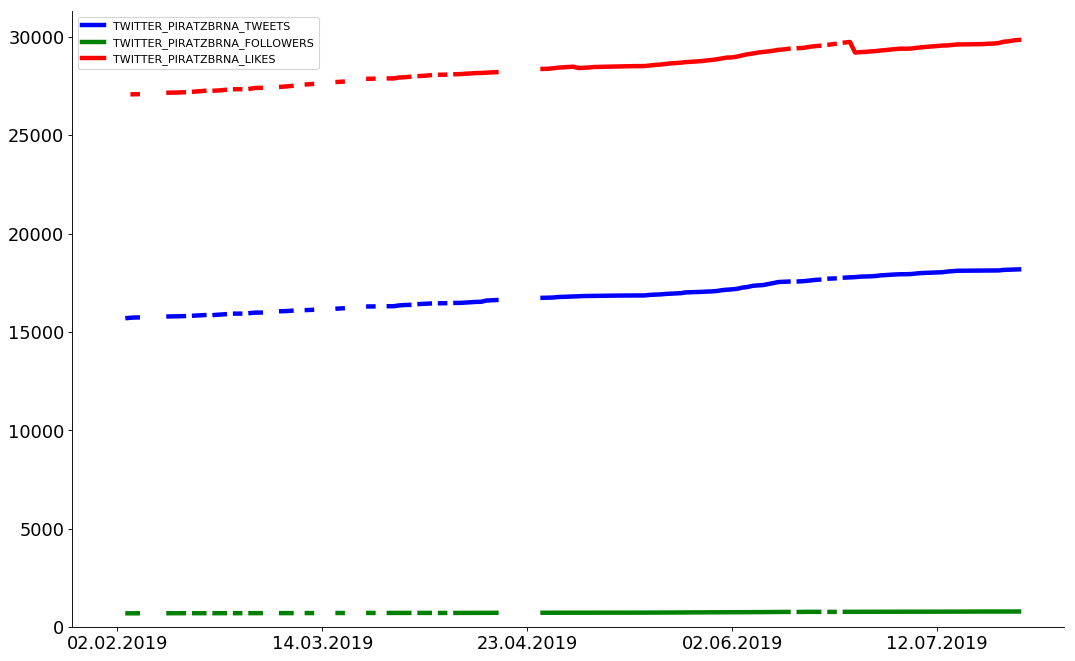 TWITTER_PIRATZBRNA_TWEETS
TWITTER_PIRATZBRNA_FOLLOWERS
TWITTER_PIRATZBRNA_LIKES
30000
25000
20000
15000
10000
5000
0
02.02.2019 14.03.2019 23.04.2019 02.06.2019 12.07.2019